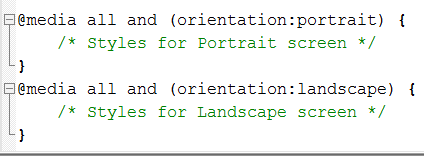 @media all and (orientation:portrait) {
    /* Styles for Portrait screen */
}
@media all and (orientation:landscape) {
    /* Styles for Landscape screen */
}